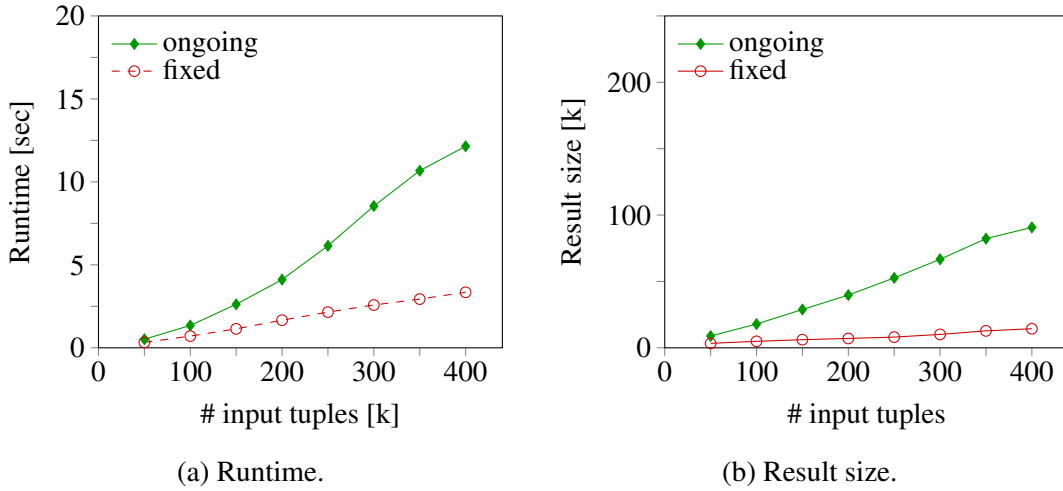 20
15
10
5
0
Runtime [sec]
ongoing
fixed
0 100 200 300 400
# input tuples [k]
(a) Runtime.
200
100
0
Result size [k]
ongoing
fixed
0 100 200 300 400
# input tuples
(b) Result size.